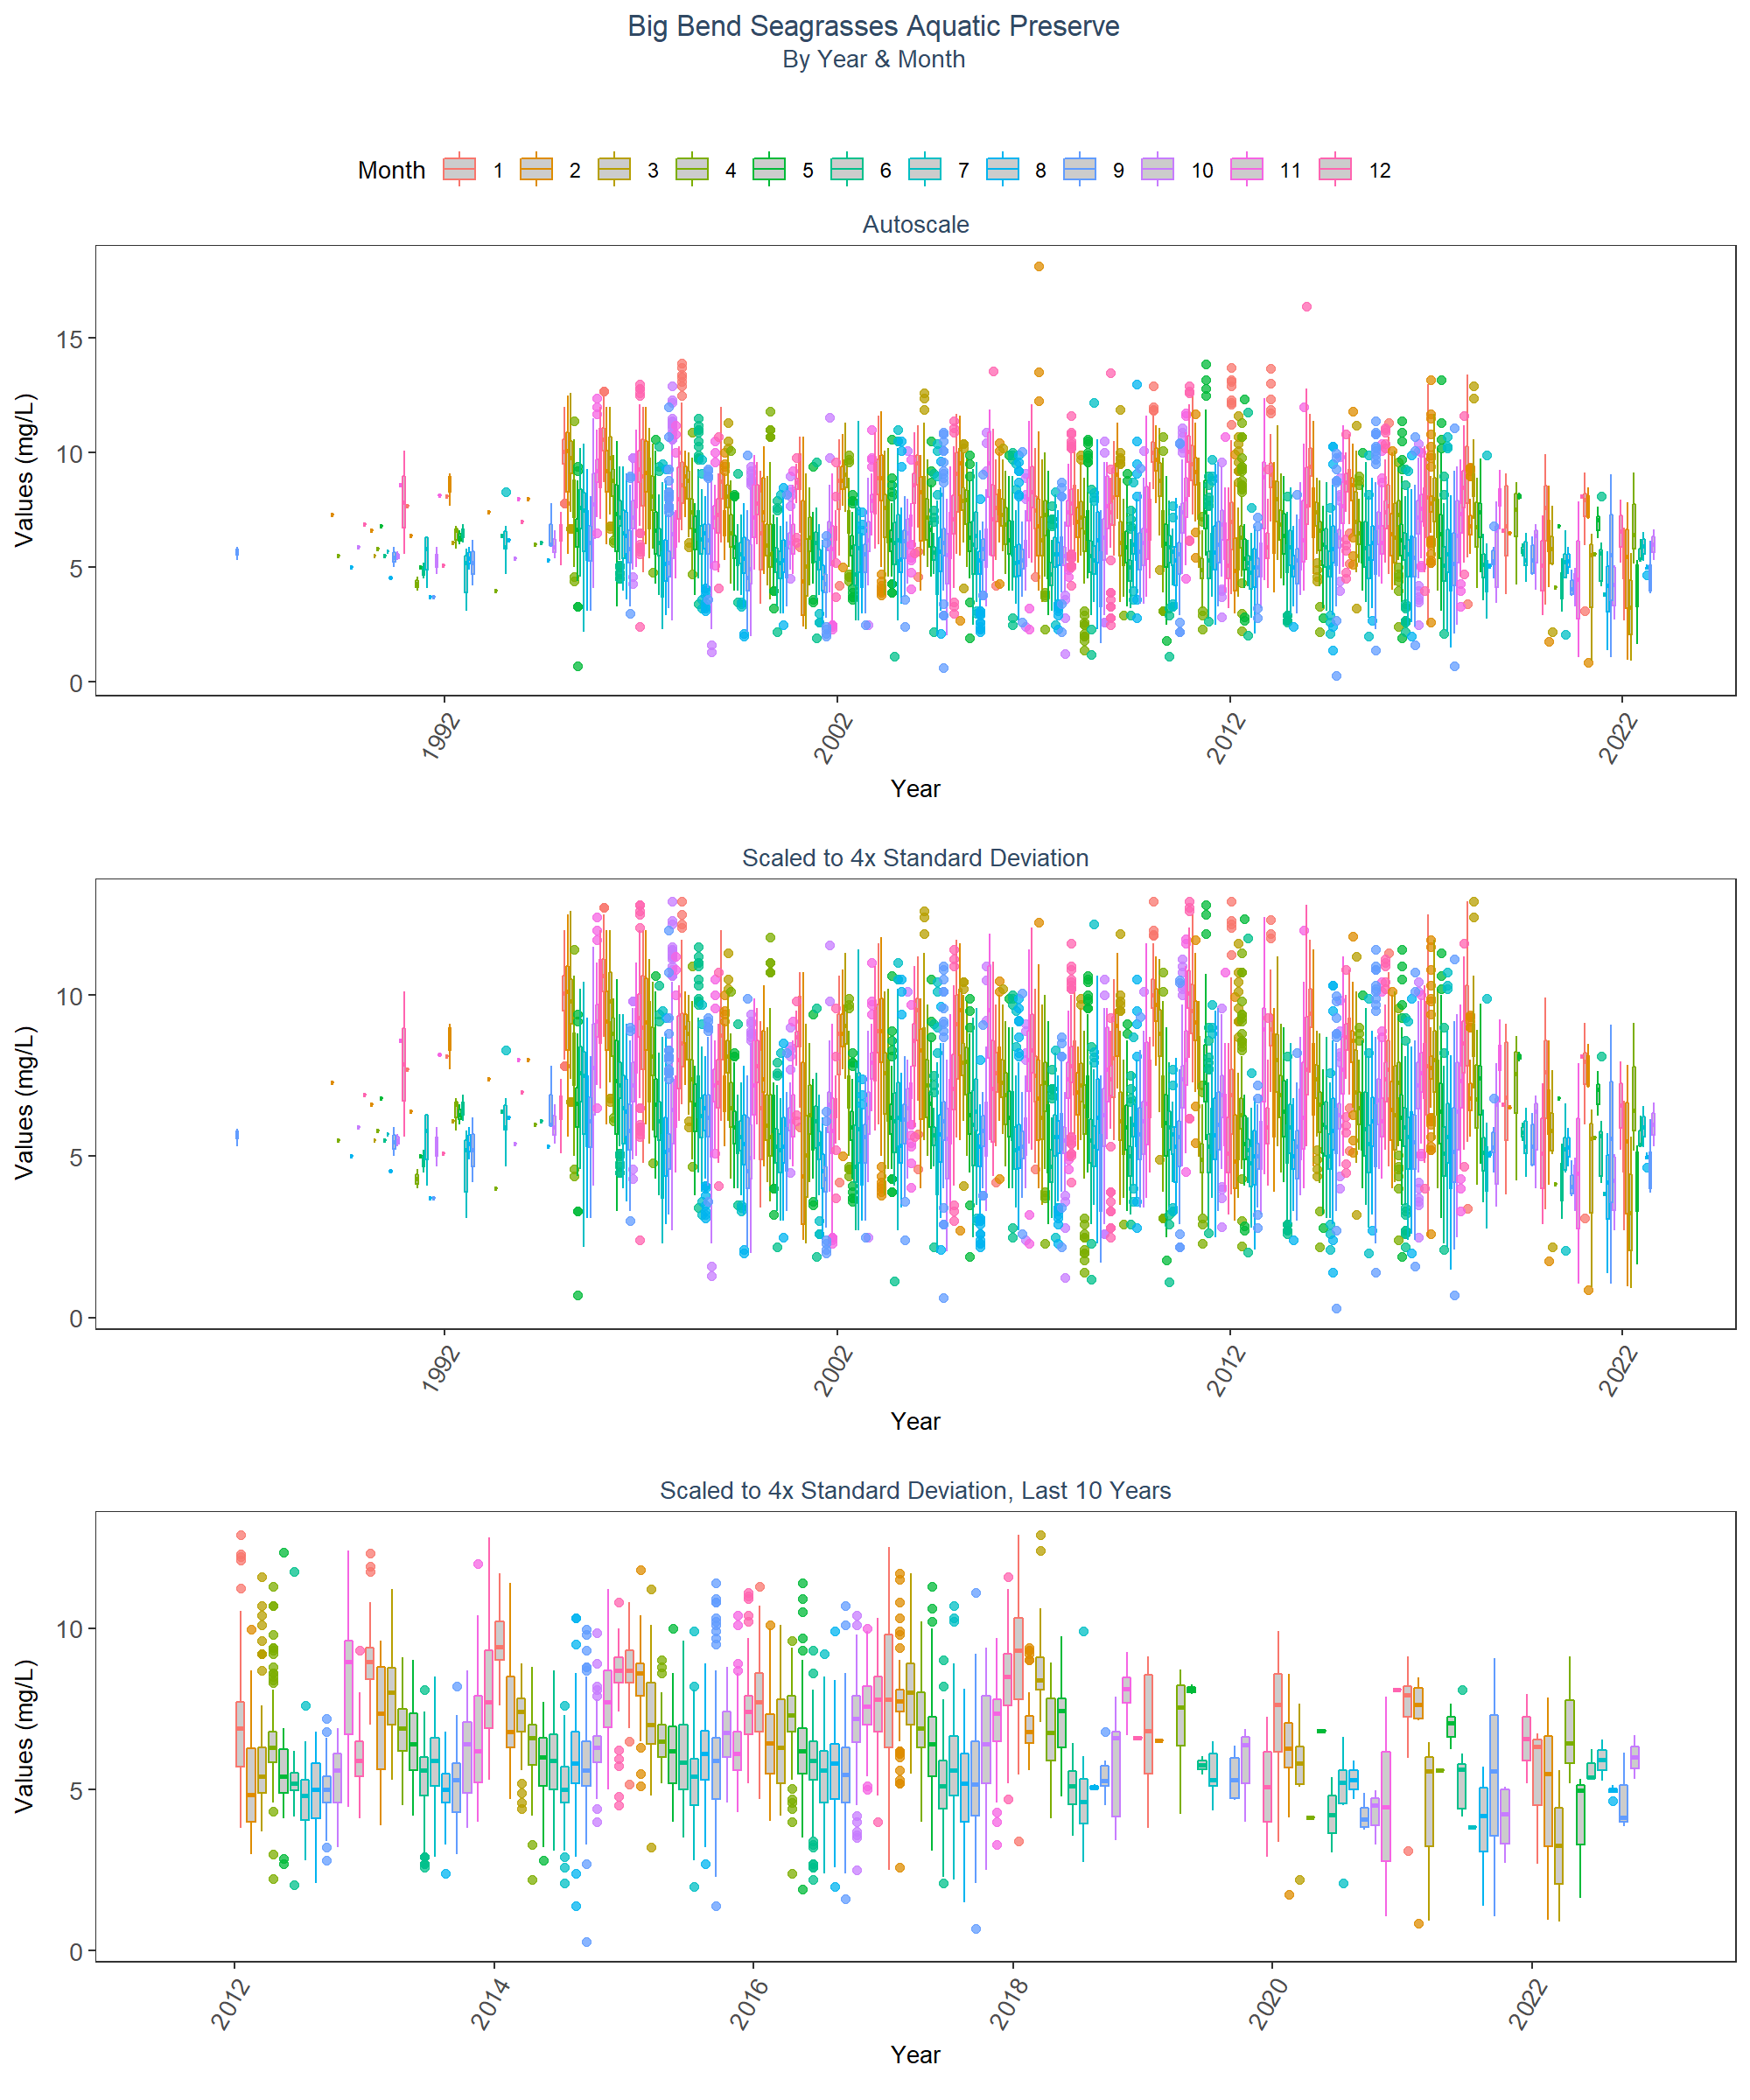 Big Bend Seagrasses Aquatic Preserve
By Year & Month
Month 1 2 3 4 5 6 7 8 9 10 11 12
Autoscale
Values (mg/L)
15
10
5
0
1992 2002 2012 2022
Year
Scaled to 4x Standard Deviation
Values (mg/L)
10
5
0
1992 2002 2012 2022
Year
Scaled to 4x Standard Deviation, Last 10 Years
Values (mg/L)
10
5
0
2012 2014 2016 2018 2020 2022
Year